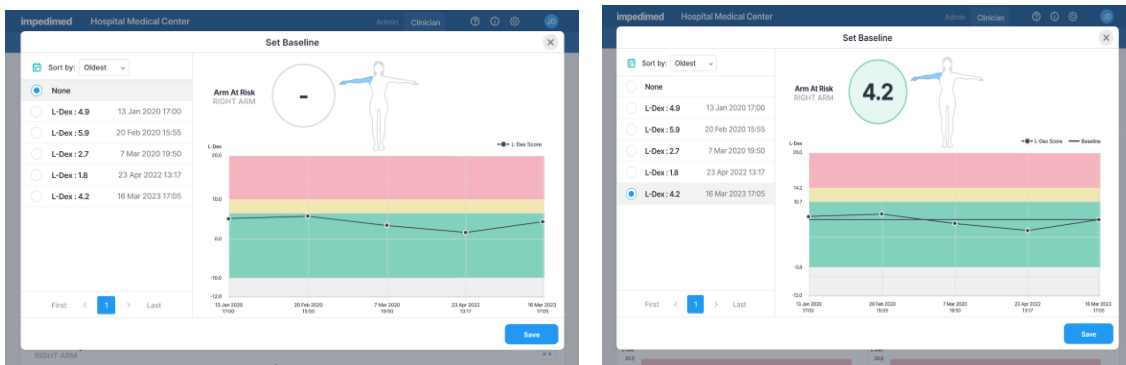 impedimed Hospital Medical Center Admin Clinician JD
Set Baseline
Sort by: Oldest
None
L-Dex : 4.9 13 Jan 2020 17:00
L-Dex : 5.9 20 Feb 2020 15:55
L-Dex : 2.7 7 Mar 2020 19:50
L-Dex : 1.8 23 Apr 2022 13:17
L-Dex : 4.2 16 Mar 2023 17:05
First < 1 > Last
Arm At Risk
RIGHT ARM
-
L-Dex
L-Dex Score
20.0
10.0
0.0
-10.0
-12.0
13 Jan 2020 20 Feb 2020 7 Mar 2020 23 Apr 2022 16 Mar 2023
17:00 15:55 19:50 13:17 17:05
Save
RIGHT ARM
impedimed Hospital Medical Center Admin Clinician JD
Set Baseline
Sort by: Oldest
None
L-Dex : 4.9 13 Jan 2020 17:00
L-Dex : 5.9 20 Feb 2020 15:55
L-Dex : 2.7 7 Mar 2020 19:50
L-Dex : 1.8 23 Apr 2022 13:17
L-Dex : 4.2 16 Mar 2023 17:05
First < 1 > Last
Arm At Risk
RIGHT ARM
4.2
L-Dex
L-Dex Score Baseline
20.0
14.2
10.7
-12.0
13 Jan 2020 20 Feb 2020 7 Mar 2020 23 Apr 2022 16 Mar 2023
17:00 15:55 19:50 13:17 17:05
Save
20.0 20.0